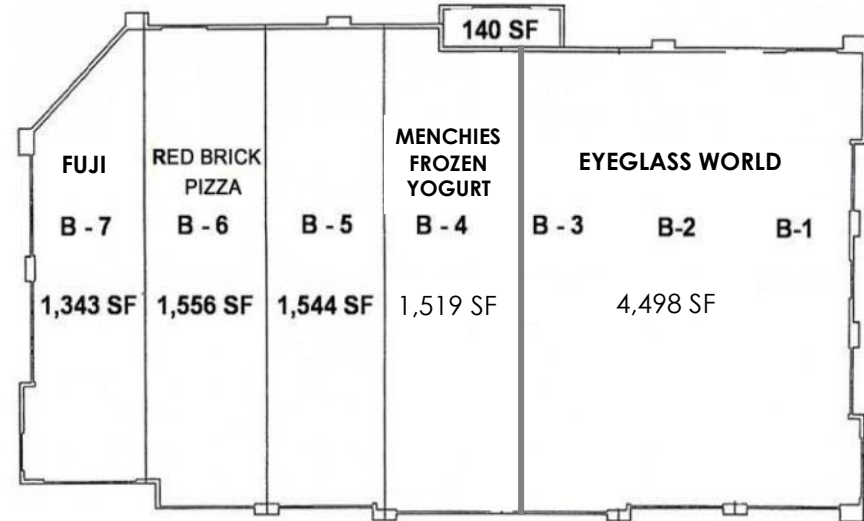 140 SF
FUJI
B - 7
1,343 SF
RED BRICK
PIZZA
B - 6
1,556 SF
B - 5
1,544 SF
MENCHIES
FROZEN
YOGURT
B - 4
1,519 SF
EYEGLASS WORLD
B - 3 B-2 B-1
4,498 SF